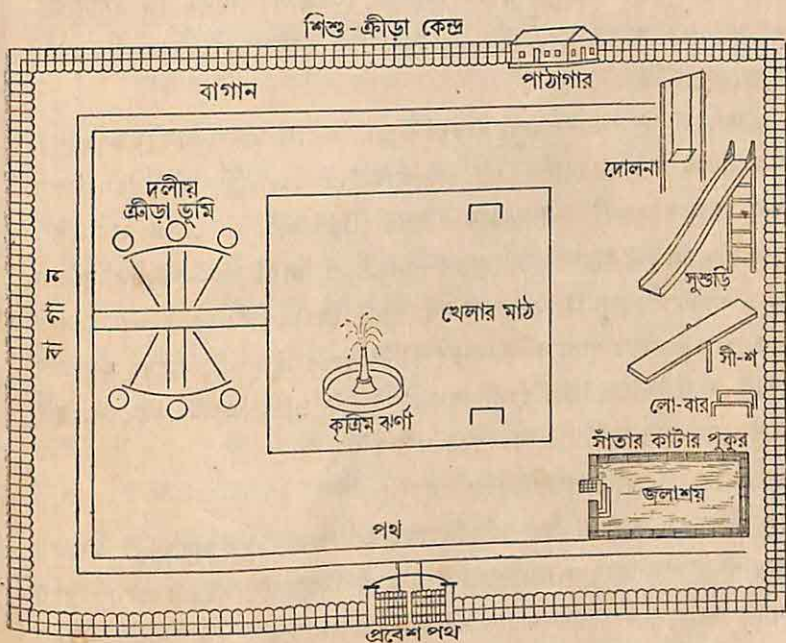 শিশু-ক্রীড়া কেন্দ্র
পাঠাগার
বাগান
দোলনা
দলীয়
ক্রীড়া ভূমি
বাগান
সুশুড়ি
খেলার মাঠ
সী-শ
লো-বার
কৃত্রিম ঝর্ণা
সাঁতার কাটার পুকুর
জলাশয়
পথ
প্রবেশ পথ